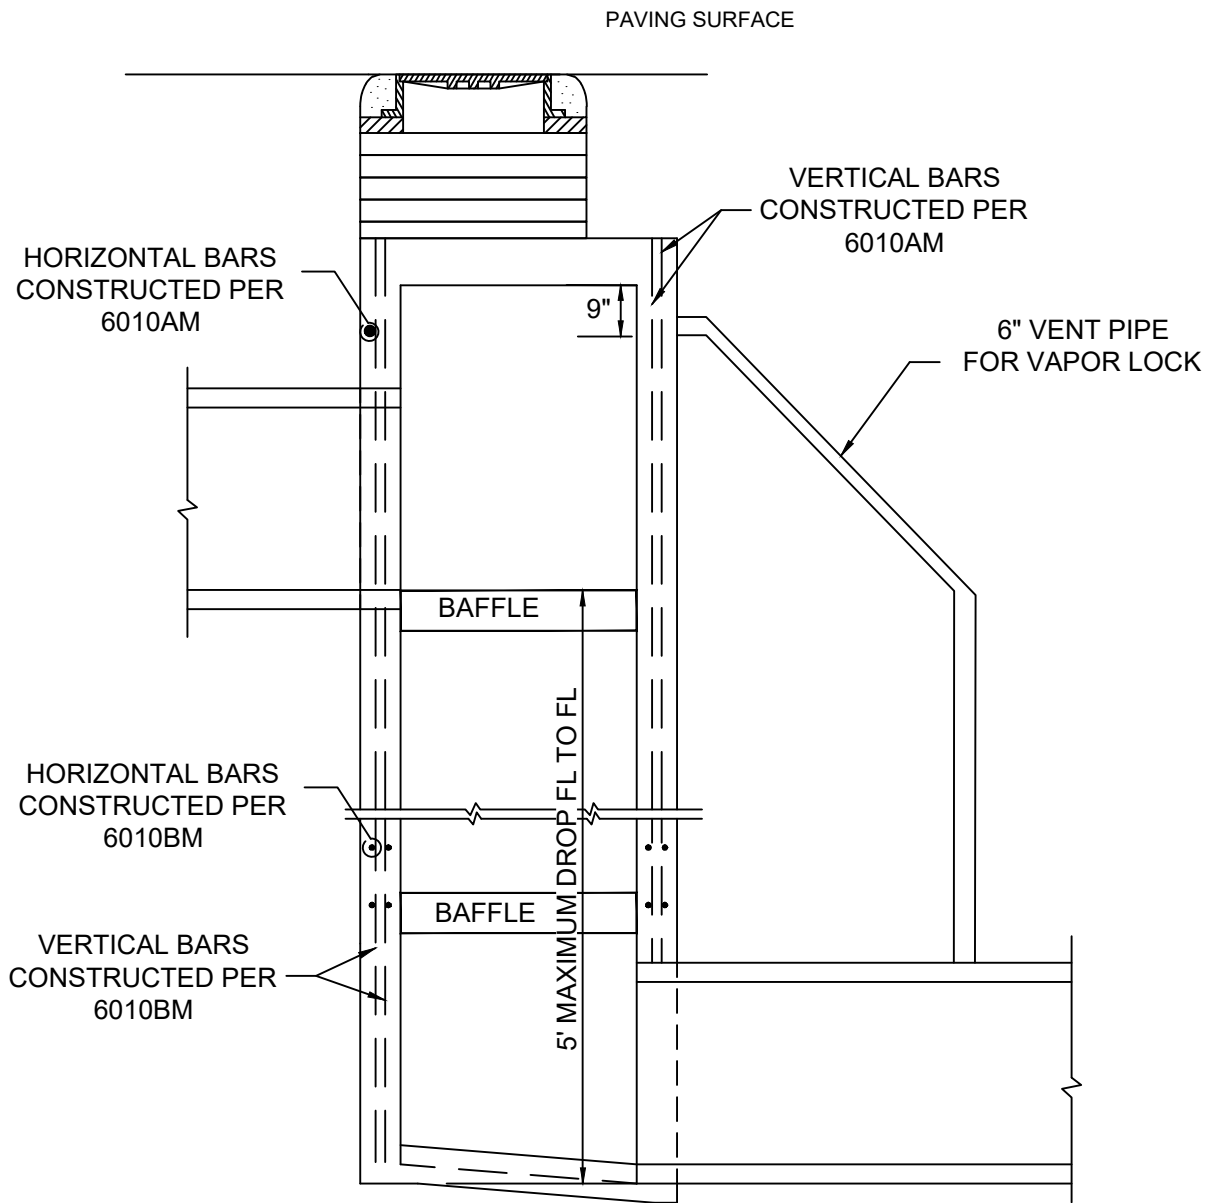 PAVING SURFACE
VERTICAL BARS
CONSTRUCTED PER
6010AM
HORIZONTAL BARS
CONSTRUCTED PER
6010AM
9"
6" VENT PIPE
FOR VAPOR LOCK
BAFFLE
5' MAXIMUM DROP FL TO FL
HORIZONTAL BARS
CONSTRUCTED PER
6010BM
BAFFLE
VERTICAL BARS
CONSTRUCTED PER
6010BM